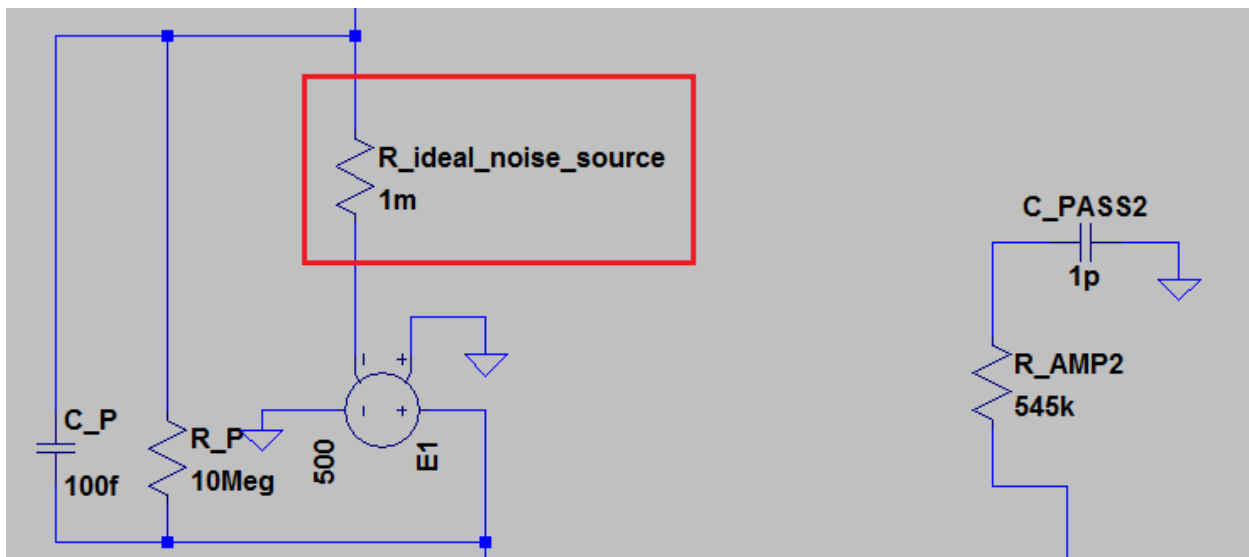 R_ideal_noise_source
1m
C_PASS2
1p
R_AMP2
545k
C_P
100f
R_P
10Meg
500
E1